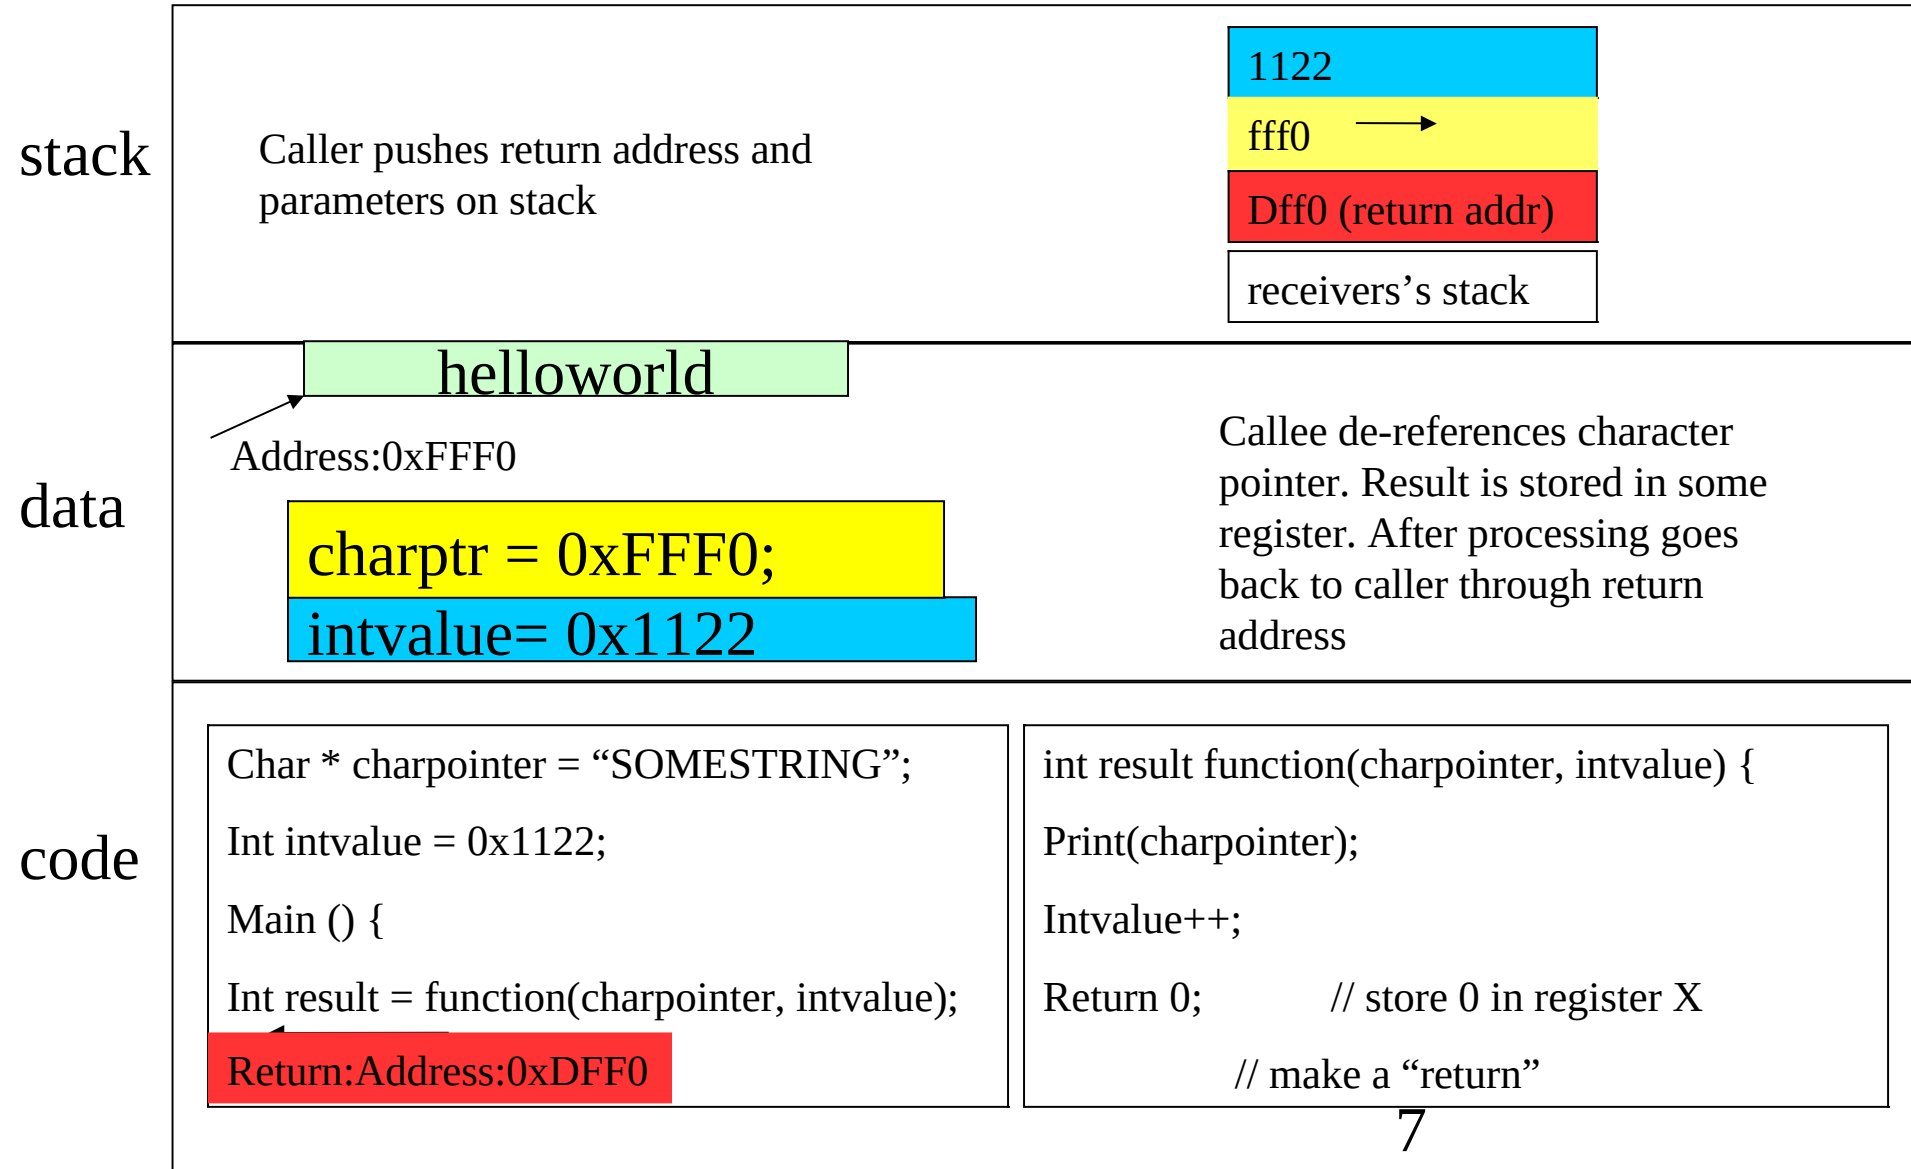 stack
Caller pushes return address and
parameters on stack
1122
fff0
Dff0 (return addr)
receivers’s stack
data
helloworld
Address:0xFFF0
charptr = 0xFFF0;
intvalue= 0x1122
Callee de-references character
pointer. Result is stored in some
register. After processing goes
back to caller through return
address
code
Char * charpointer = “SOMESTRING”;
Int intvalue = 0x1122;
Main () {
Int result = function(charpointer, intvalue);
Return:Address:0xDFF0
int result function(charpointer, intvalue) {
Print(charpointer);
Intvalue++;
Return 0; // store 0 in register X
// make a “return”
7